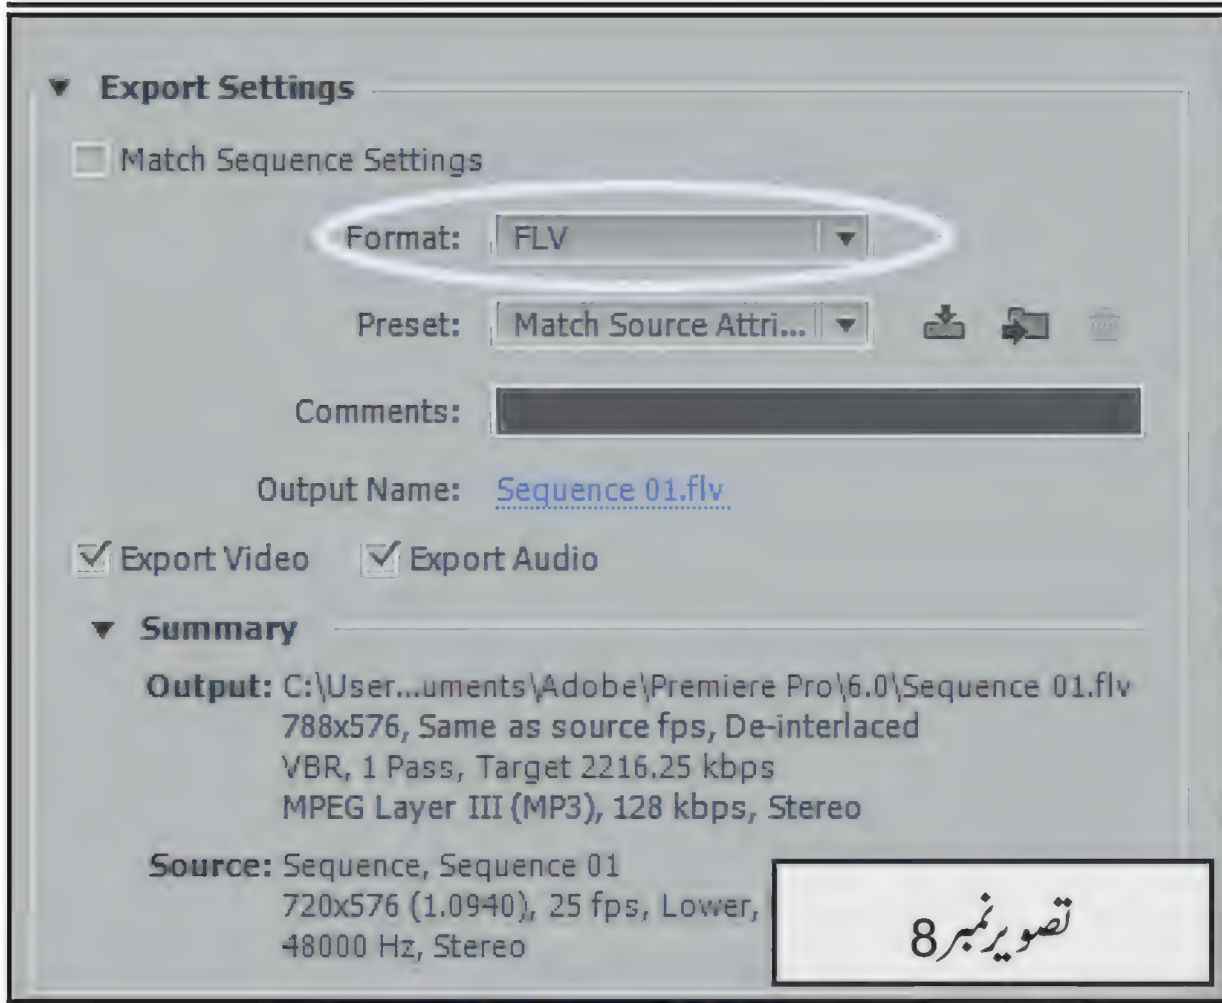 Export Settings
Match Sequence Settings
Format: FLV
Preset: Match Source Attri...
Comments:
Output Name: Sequence 01.flv
Export Video Export Audio
Summary
Output: C:\User...uments\Adobe\Premiere Pro\6.0\Sequence 01.flv
788x576, Same as source fps, De-interlaced
VBR, 1 Pass, Target 2216.25 kbps
MPEG Layer III (MP3), 128 kbps, Stereo
Source: Sequence, Sequence 01
720x576 (1.0940), 25 fps, Lower,
48000 Hz, Stereo
تصویر نمبر 8